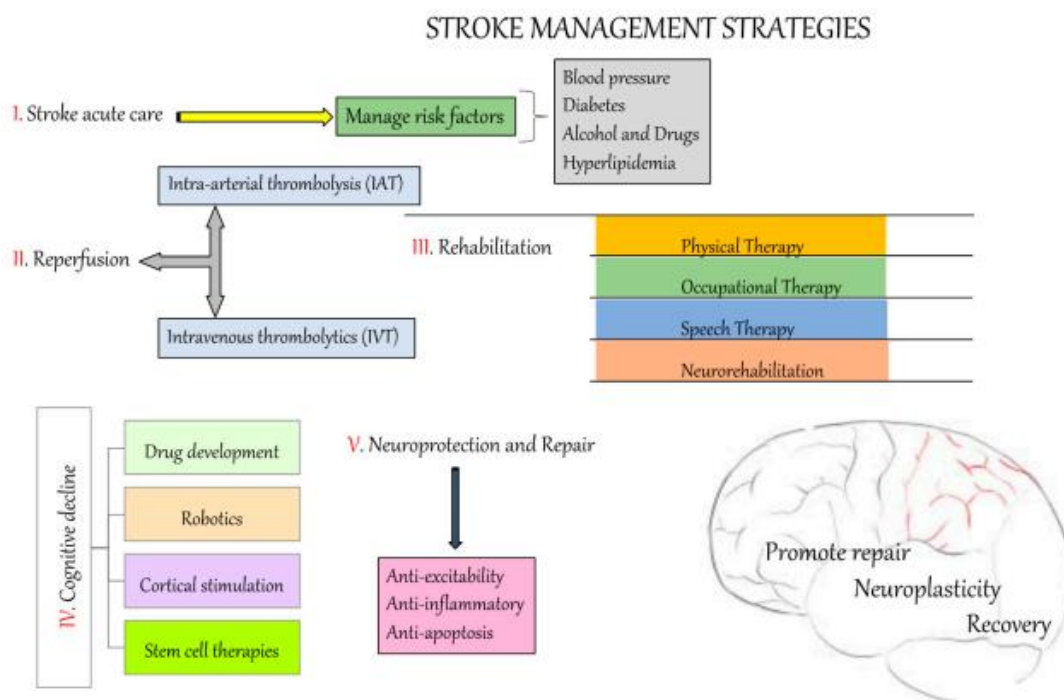 STROKE MANAGEMENT STRATEGIES
I. Stroke acute care
Manage risk factors
Blood pressure
Diabetes
Alcohol and Drugs
Hyperlipidemia
Intra-arterial thrombolysis (IAT)
II. Reperfusion
Intravenous thrombolytics (IVT)
III. Rehabilitation
Physical Therapy
Occupational Therapy
Speech Therapy
Neurorehabilitation
IV. Cognitive decline
Drug development
Robotics
Cortical stimulation
Stem cell therapies
V. Neuroprotection and Repair
Anti-excitability
Anti-inflammatory
Anti-apoptosis
Promote repair
Neuroplasticity
Recovery